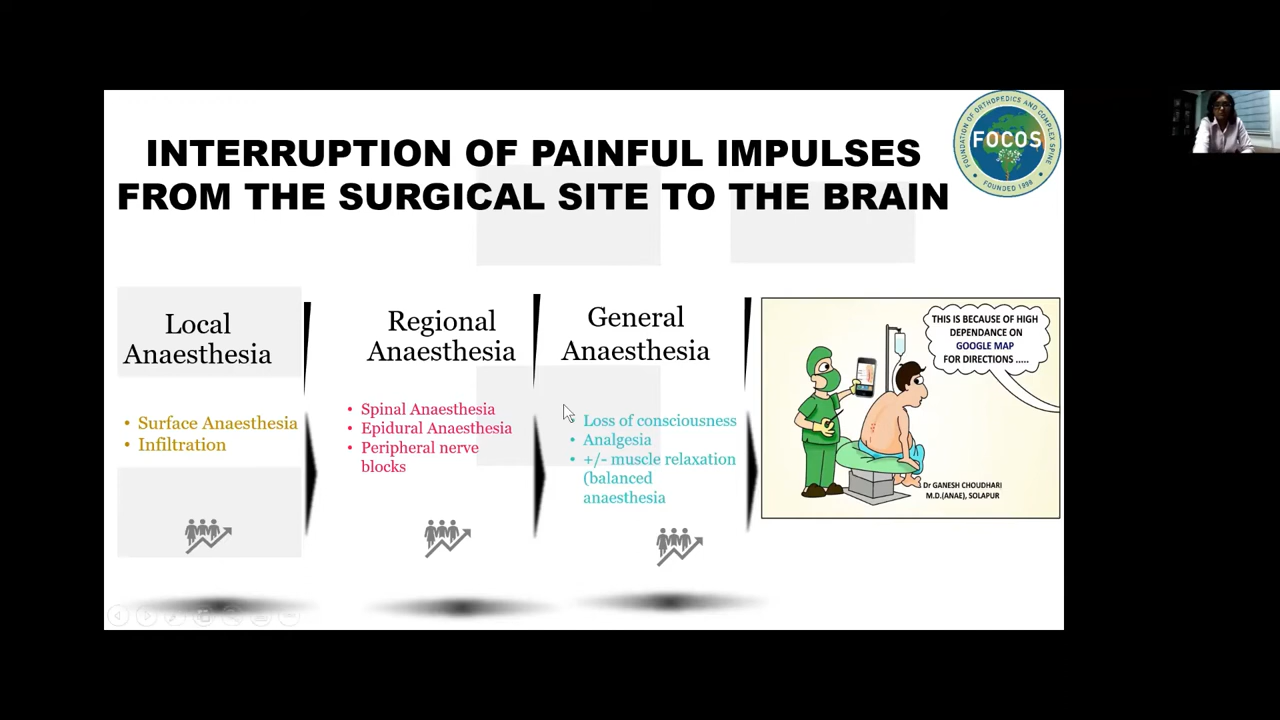 INTERRUPTION OF PAINFUL IMPULSES
FROM THE SURGICAL SITE TO THE BRAIN
FOUNDATION OF ORTHOPEDICS AND COMPLEX SPINE
FOCOS
FOUNDED 1998
Local
Anaesthesia
• Surface Anaesthesia
• Infiltration
Regional
Anaesthesia
• Spinal Anaesthesia
• Epidural Anaesthesia
• Peripheral nerve
blocks
General
Anaesthesia
• Loss of consciousness
• Analgesia
• +/- muscle relaxation
(balanced
anaesthesia
THIS IS BECAUSE OF HIGH
DEPENDANCE ON
GOOGLE MAP
FOR DIRECTIONS .....
Dr GANESH CHOUDHARI
M.D.(ANAE), SOLAPUR